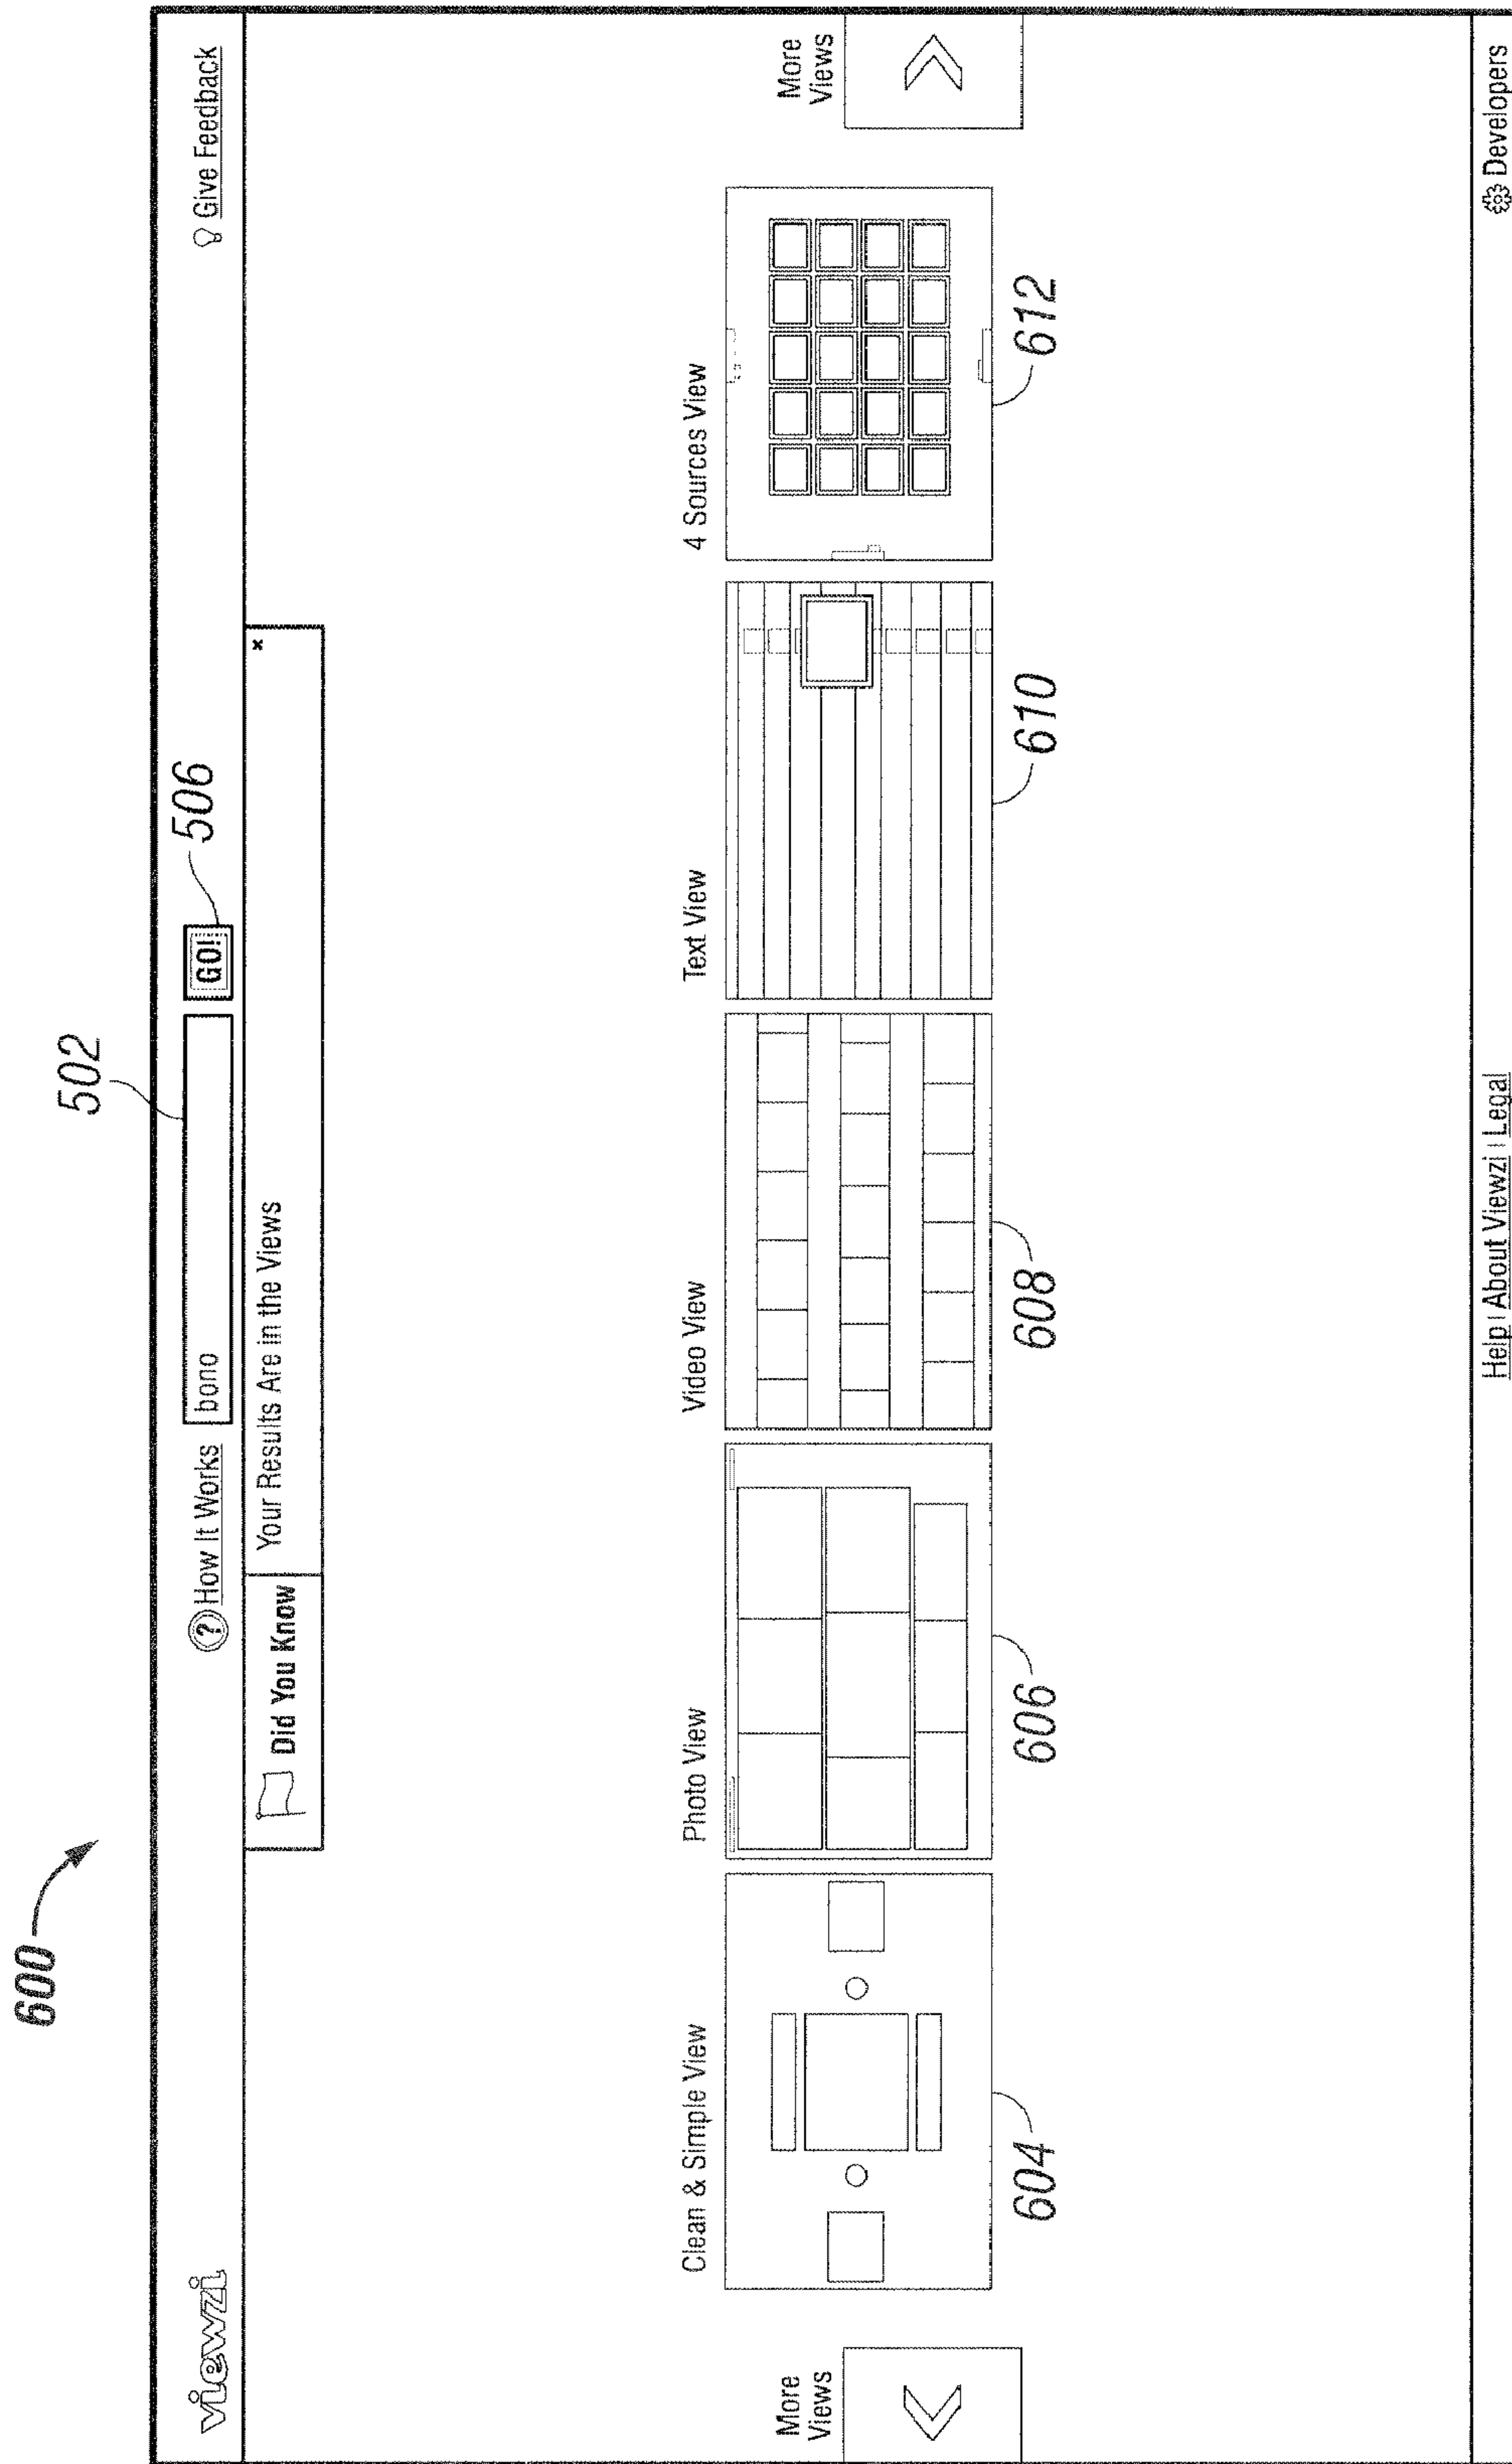 600
502
viewzi
How It Works
bono
GO!
506
Give Feedback
Did You Know
Your Results Are in the Views
x
More
Views
Clean & Simple View
Photo View
Video View
Text View
4 Sources View
More
Views
604
606
608
610
612
Help | About Viewzi | Legal
Developers